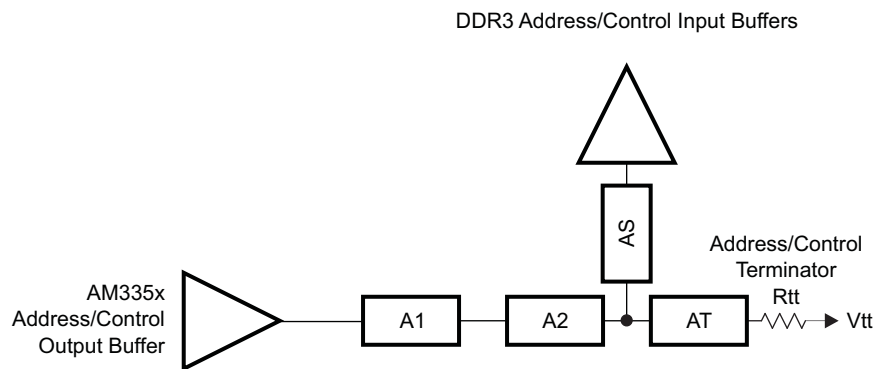 DDR3 Address/Control Input Buffers
AS
Address/Control
Terminator
Rtt
AM335x
Address/Control
Output Buffer
A1
A2
AT
Vtt